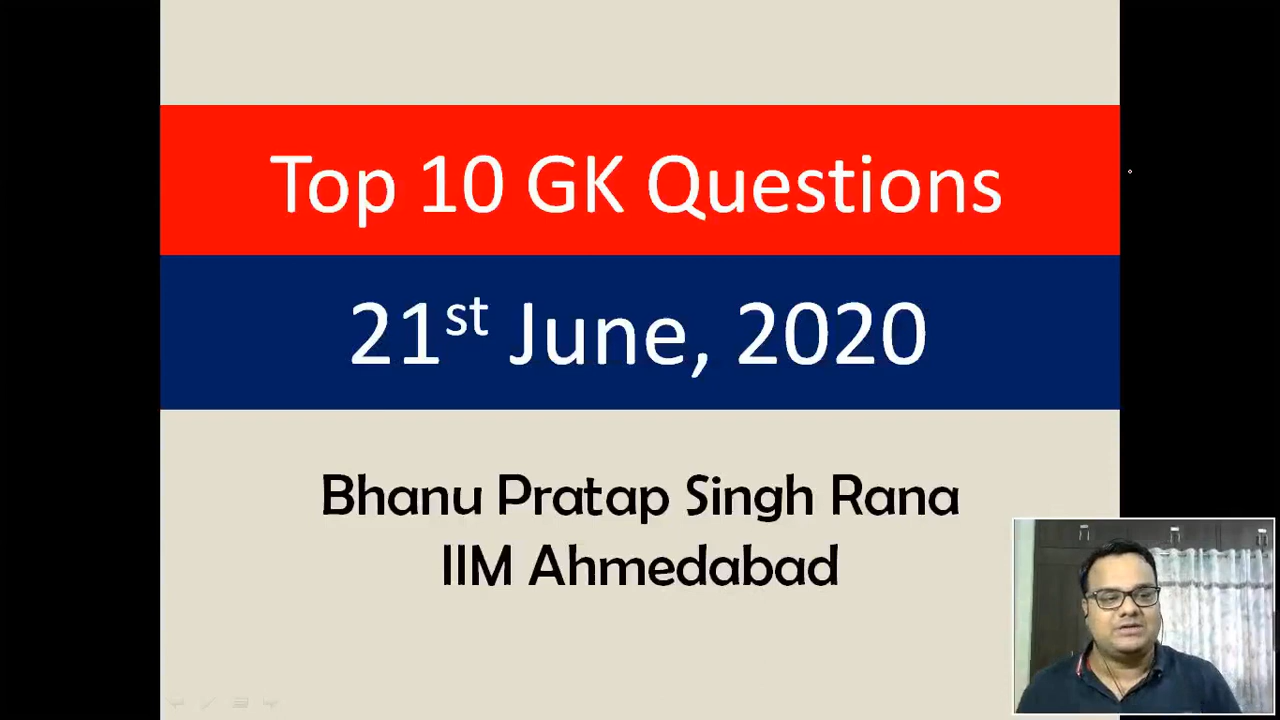 Top 10 GK Questions
21st June, 2020
Bhanu Pratap Singh Rana
IIM Ahmedabad